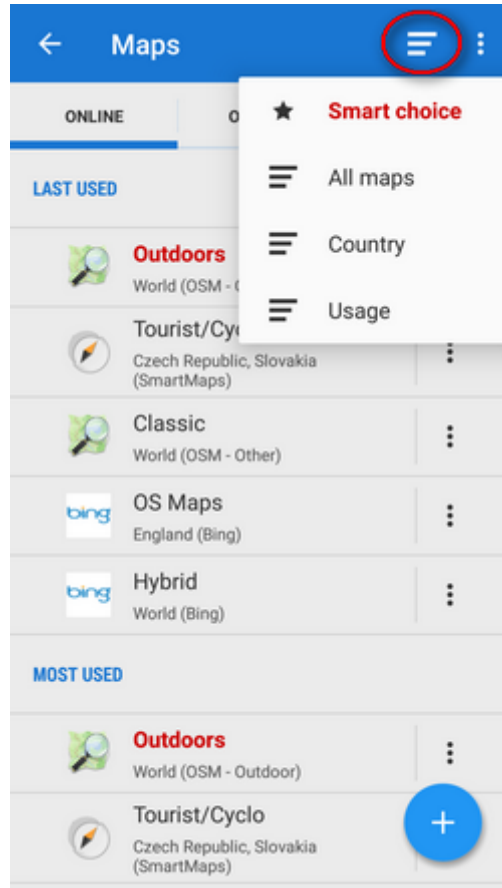 Maps
ONLINE
O
Smart choice
All maps
Country
Usage
LAST USED
Outdoors
World (OSM - O
Tourist/Cy
Czech Republic, Slovakia
(SmartMaps)
Classic
World (OSM - Other)
bing
OS Maps
England (Bing)
bing
Hybrid
World (Bing)
MOST USED
Outdoors
World (OSM - Outdoor)
Tourist/Cyclo
Czech Republic, Slovakia
(SmartMaps)